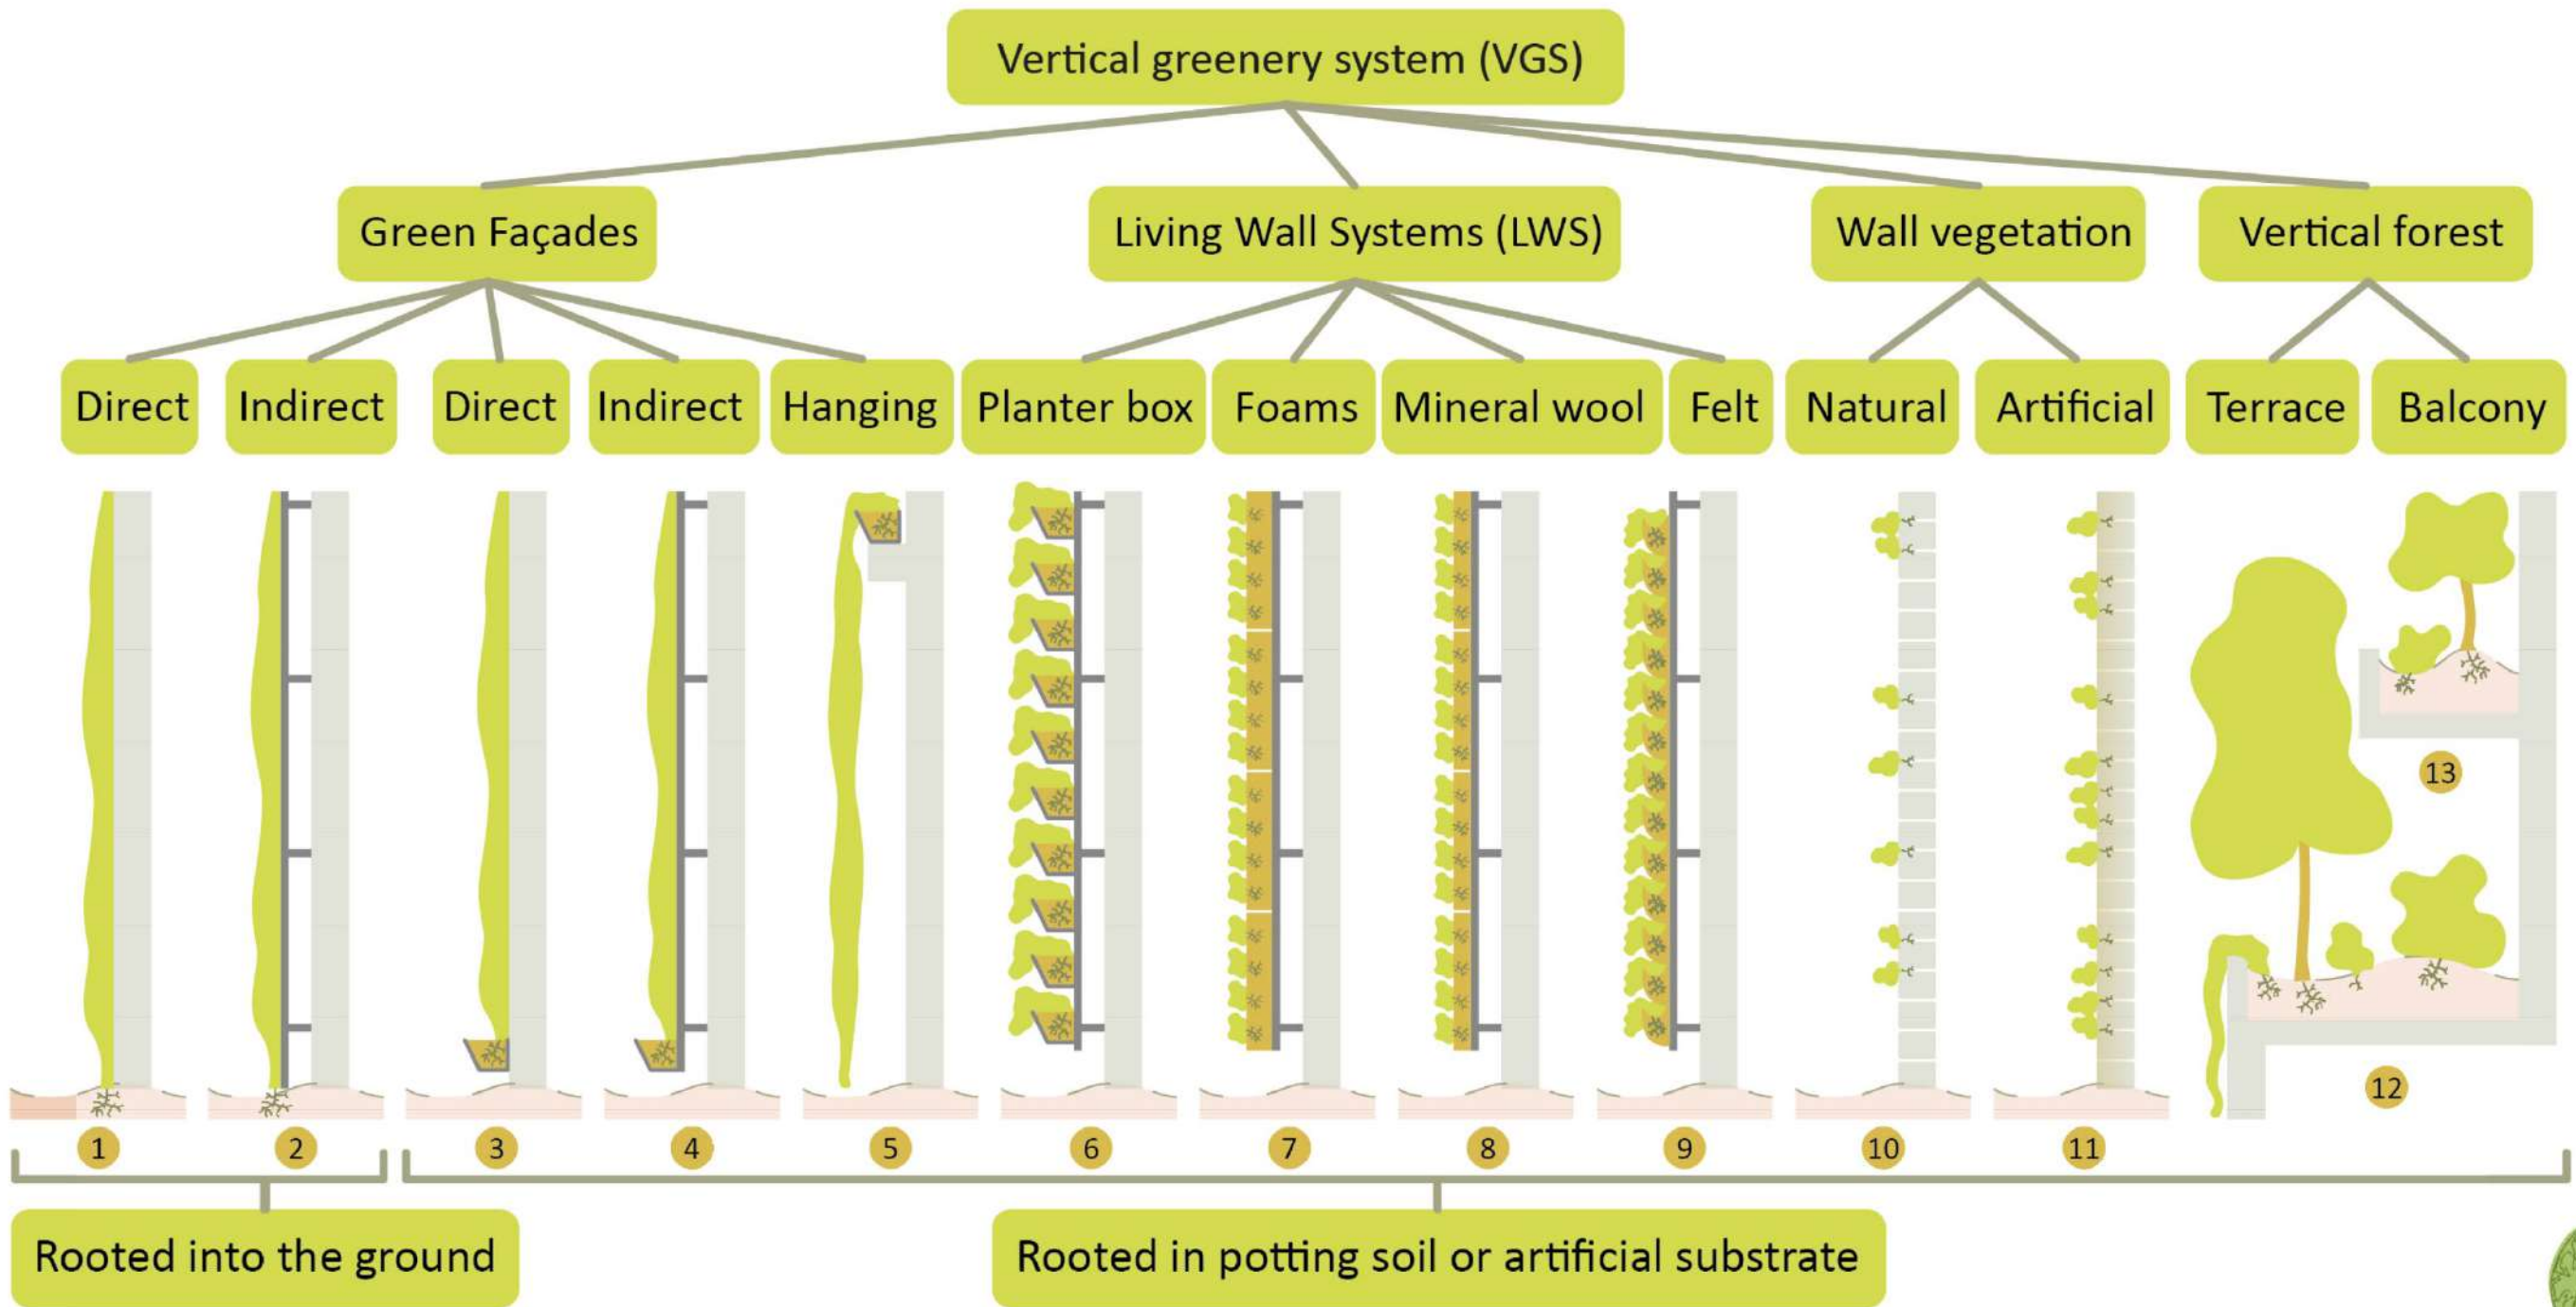 Vertical greenery system (VGS)
Green Façades
Living Wall Systems (LWS)
Wall vegetation
Vertical forest
Direct
Indirect
Direct
Indirect
Hanging
Planter box
Foams
Mineral wool
Felt
Natural
Artificial
Terrace
Balcony
13
12
1
2
3
4
5
6
7
8
9
10
11
Rooted into the ground
Rooted in potting soil or artificial substrate